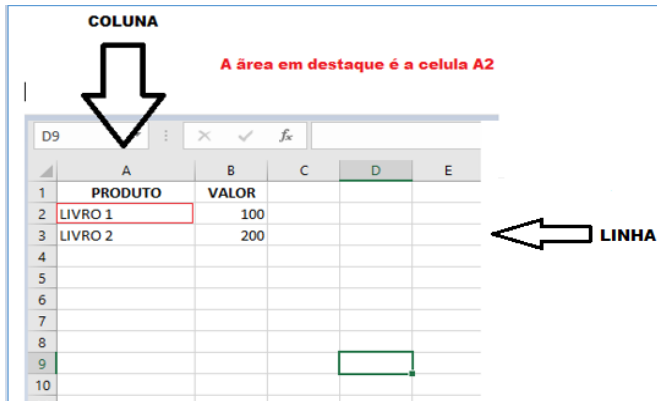 COLUNA
A ãrea em destaque é a celula A2
D9 fx
A B C D E
1 PRODUTO VALOR
2 LIVRO 1 100
3 LIVRO 2 200
LINHA
4
5
6
7
8
9
10